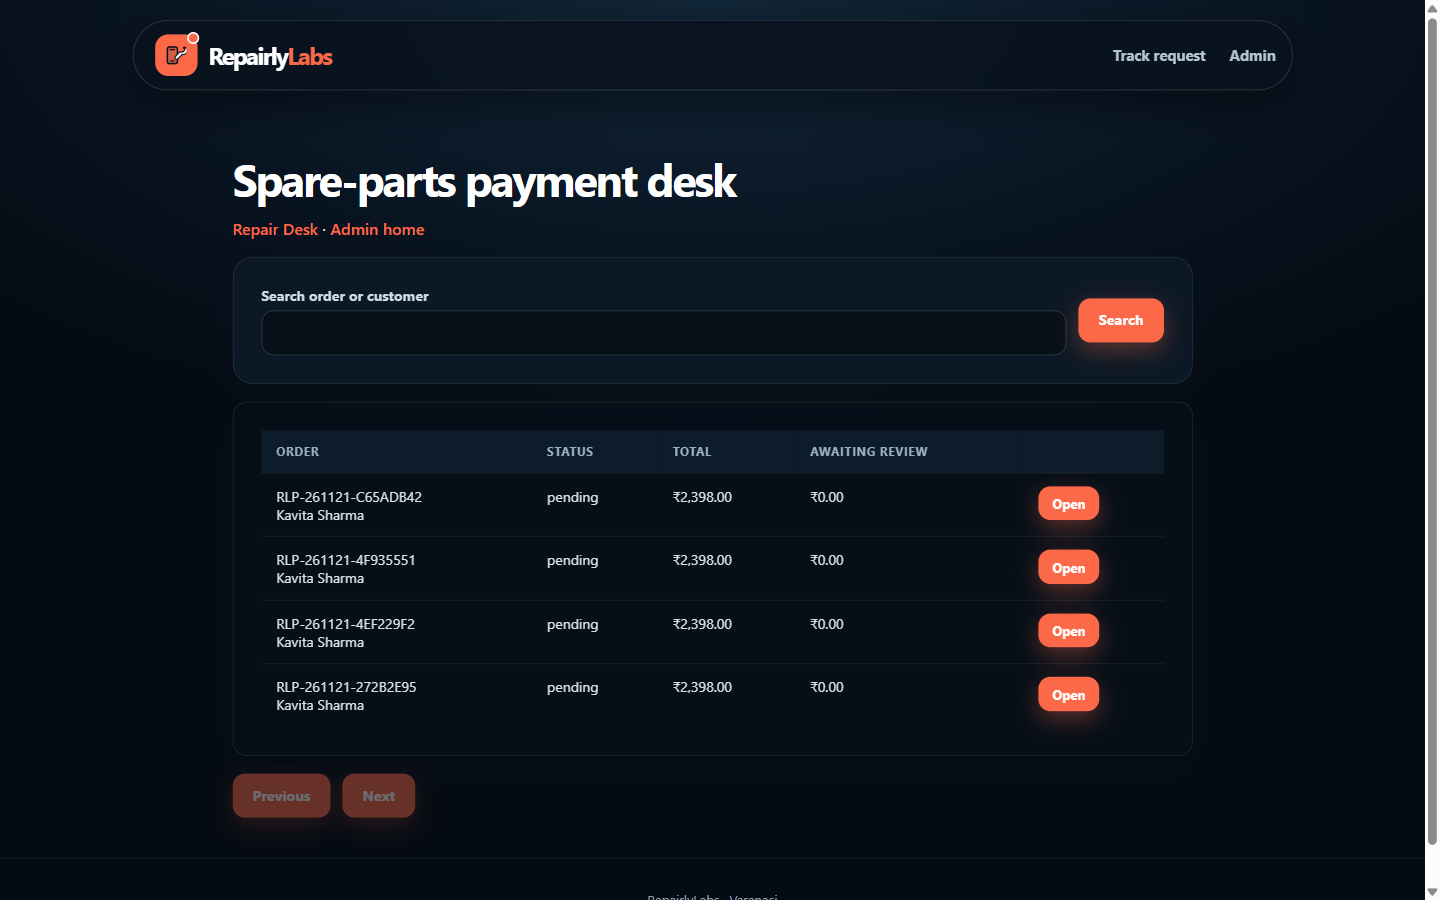 RepairlyLabs
Track request
Admin
Spare-parts payment desk
Repair Desk · Admin home
Search order or customer
Search
ORDER STATUS TOTAL AWAITING REVIEW
RLP-261121-C65ADB42 pending ₹2,398.00 ₹0.00 Open
Kavita Sharma
RLP-261121-4F935551 pending ₹2,398.00 ₹0.00 Open
Kavita Sharma
RLP-261121-4EF229F2 pending ₹2,398.00 ₹0.00 Open
Kavita Sharma
RLP-261121-272B2E95 pending ₹2,398.00 ₹0.00 Open
Kavita Sharma
Previous Next
RepairlyLabs · Varanasi